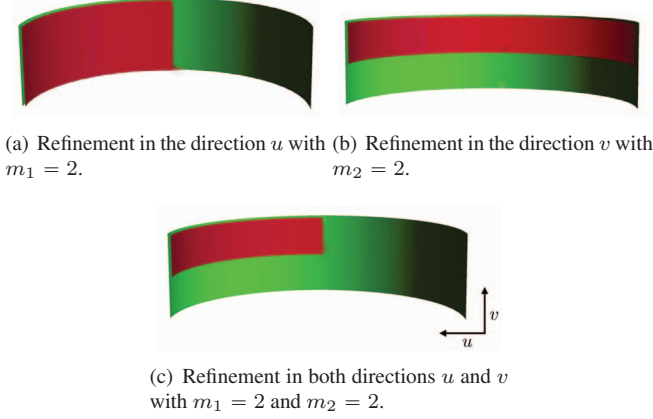 (a) Refinement in the direction u with
m₁ = 2.
(b) Refinement in the direction v with
m₂ = 2.
v
u
(c) Refinement in both directions u and v
with m₁ = 2 and m₂ = 2.